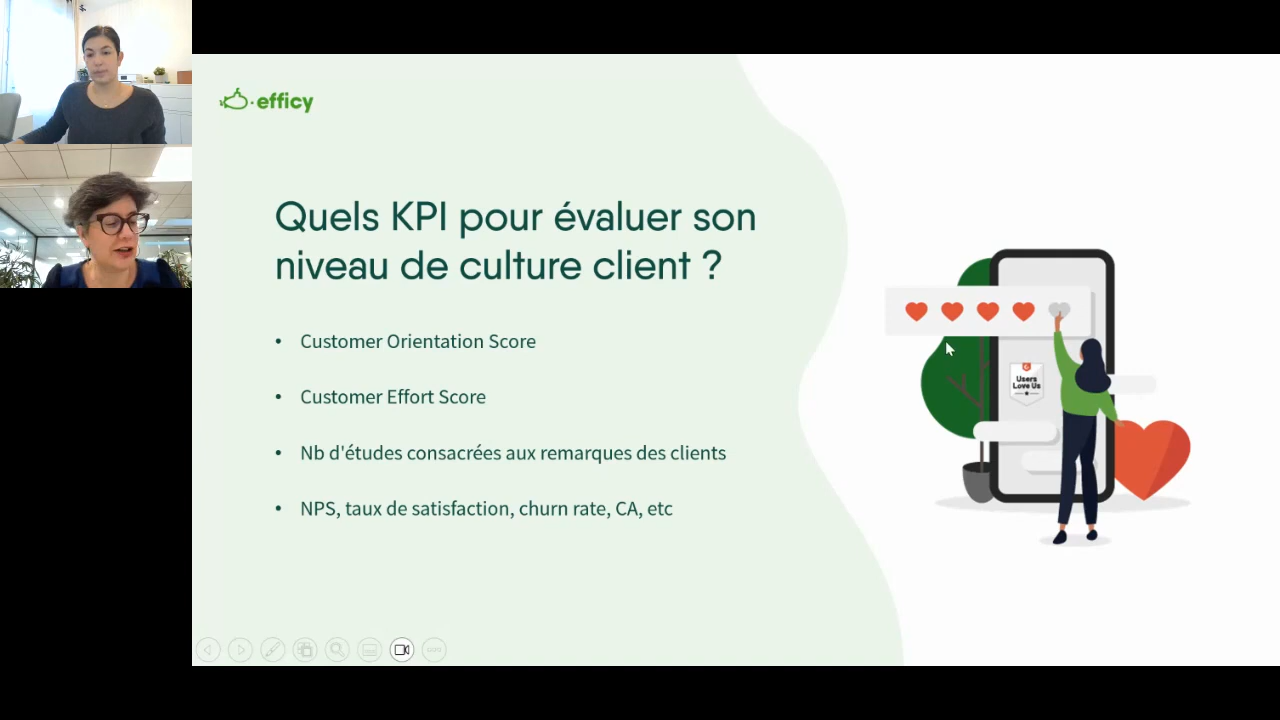 efficy
Quels KPI pour évaluer son
niveau de culture client ?
• Customer Orientation Score
• Customer Effort Score
• Nb d'études consacrées aux remarques des clients
• NPS, taux de satisfaction, churn rate, CA, etc
Users
Love Us